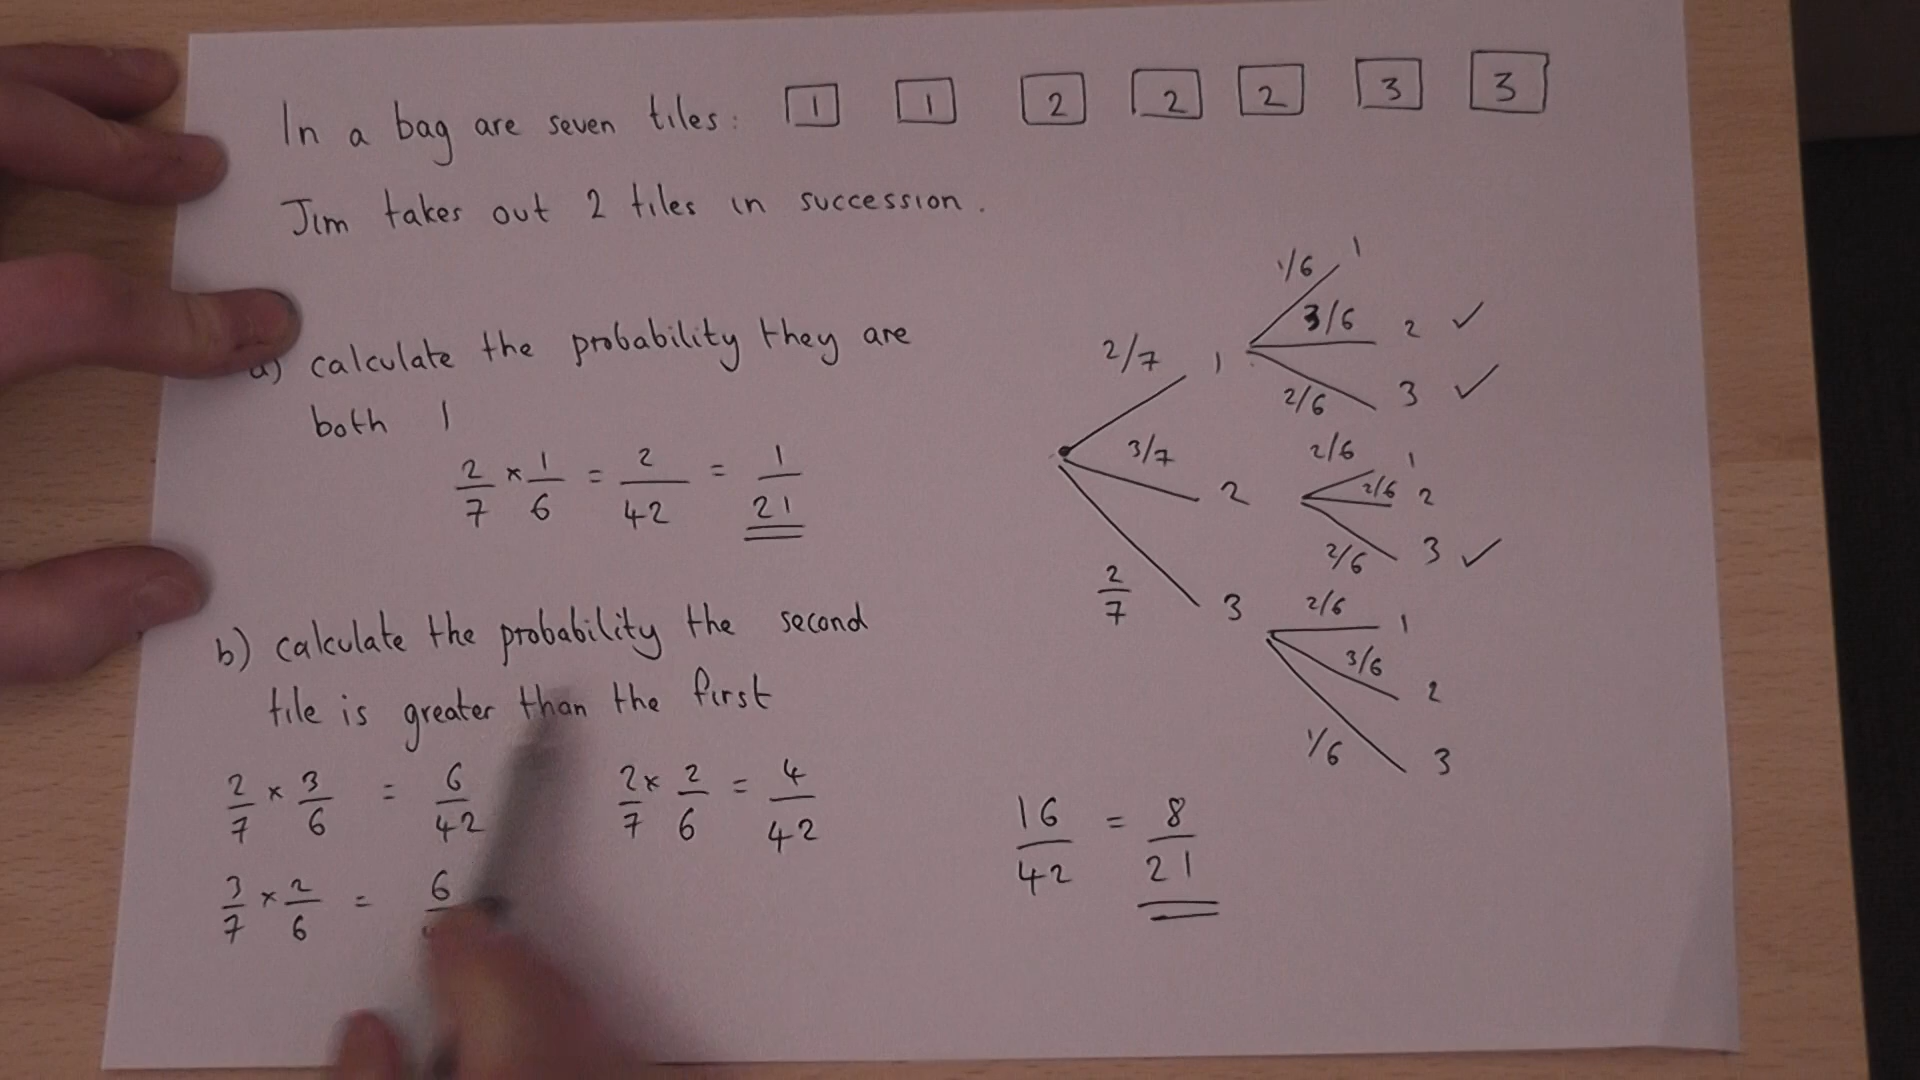 In a bag are seven tiles: 1 1 2 2 2 3 3
Jim takes out 2 tiles in succession.
a) calculate the probability they are
both 1
2/7 × 1/6 = 2/42 = 1/21
b) calculate the probability the second
tile is greater than the first
2/7 × 3/6 = 6/42 2/7 × 2/6 = 4/42
3/7 × 2/6 = 6
2/7 1
1/6 1
3/6 2 ✓
2/6 3 ✓
3/7 2
2/6 1
2/6 2
2/6 3 ✓
2/7 3
2/6 1
3/6 2
1/6 3
16/42 = 8/21